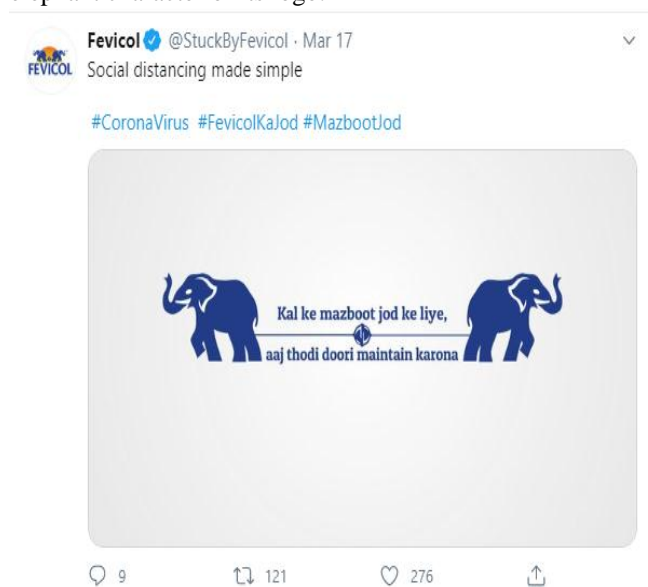 Fevicol @StuckByFevicol · Mar 17
FEVICOL
Social distancing made simple
#CoronaVirus #FevicolKaJod #MazbootJod
Kal ke mazboot jod ke liye,
aaj thodi doori maintain karona
9 121 276